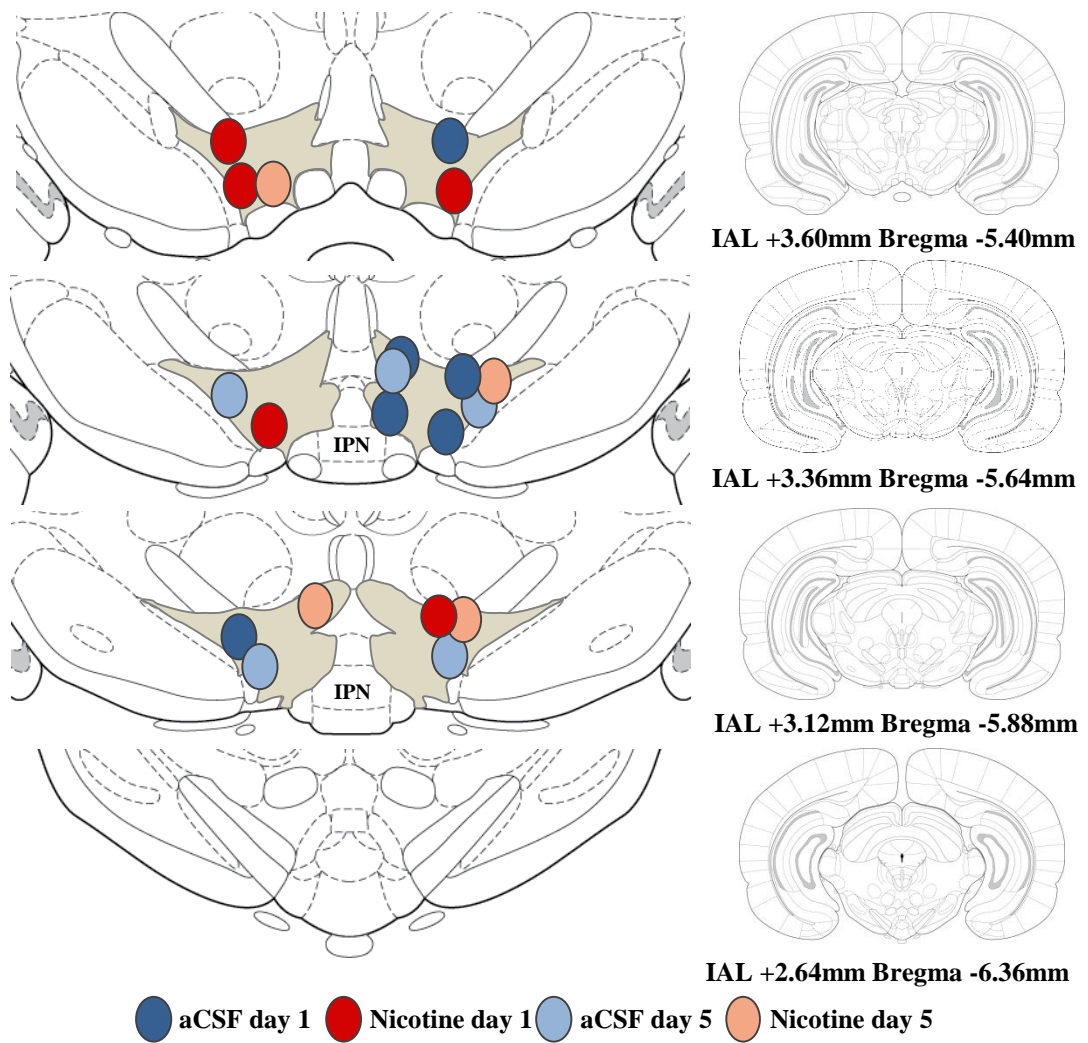 IAL +3.60mm Bregma -5.40mm
IPN
IAL +3.36mm Bregma -5.64mm
IPN
IAL +3.12mm Bregma -5.88mm
IAL +2.64mm Bregma -6.36mm
aCSF day 1 Nicotine day 1 aCSF day 5 Nicotine day 5